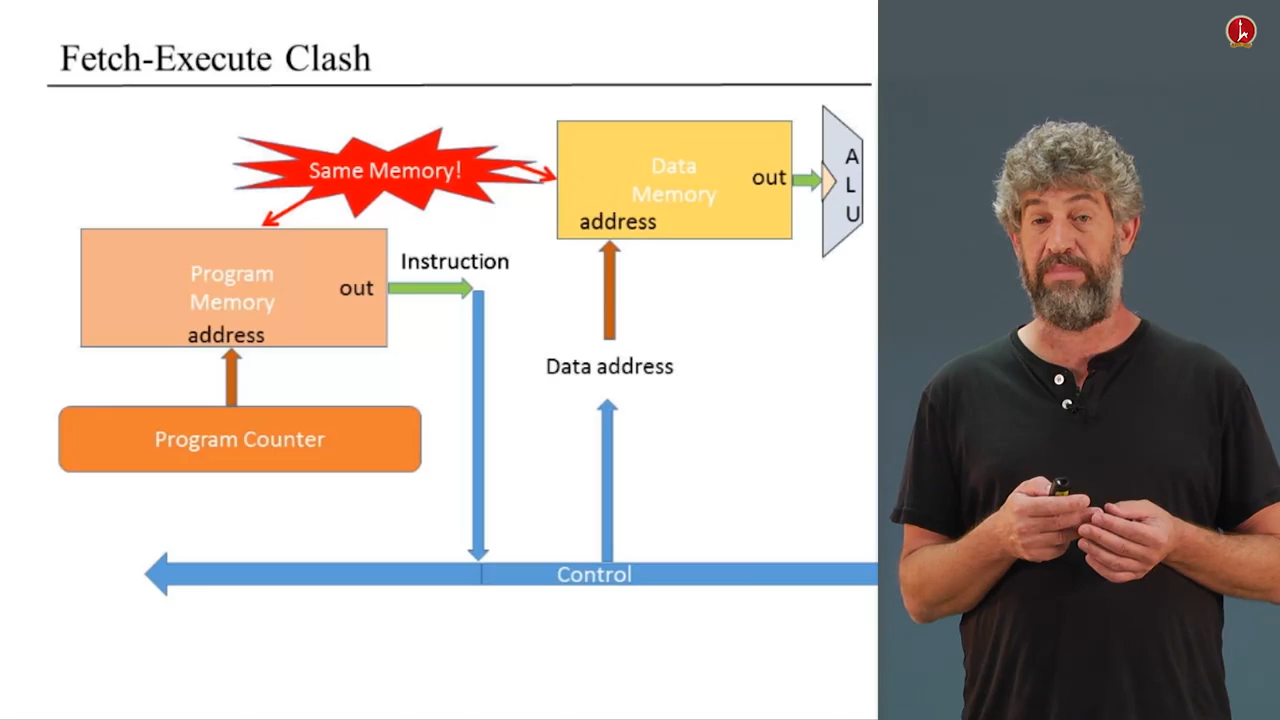 Fetch-Execute Clash
Same Memory!
Data
Memory
out
address
A
L
U
Program
Memory
out
address
Instruction
Data address
Program Counter
Control